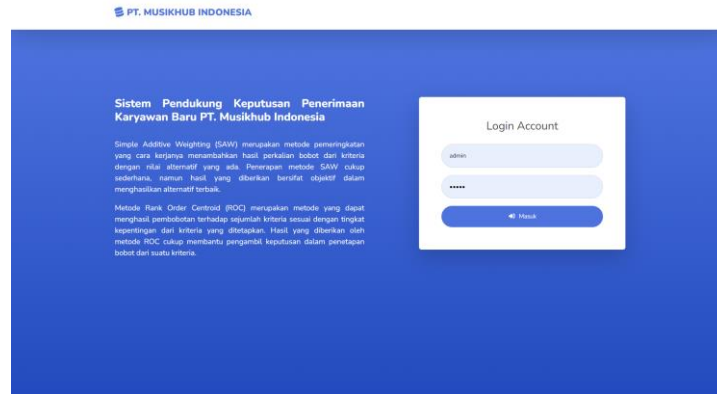 PT. MUSIKHUB INDONESIA
Sistem Pendukung Keputusan Penerimaan
Karyawan Baru PT. Musikhub Indonesia
Simple Additive Weighting (SAW) merupakan metode pemeringkatan
yang cara kerjanya menambahkan hasil perkalian bobot dari kriteria
dengan nilai alternatif yang ada. Penerapan metode SAW cukup
sederhana, namun hasil yang diberikan bersifat objektif dalam
menghasilkan alternatif terbaik.
Metode Rank Order Centroid (ROC) merupakan metode yang dapat
menghasil pembobotan terhadap sejumlah kriteria sesuai dengan tingkat
kepentingan dari kriteria yang ditetapkan. Hasil yang diberikan oleh
metode ROC cukup membantu pengambil keputusan dalam penetapan
bobot dari suatu kriteria.
Login Account
admin
•••••
Masuk